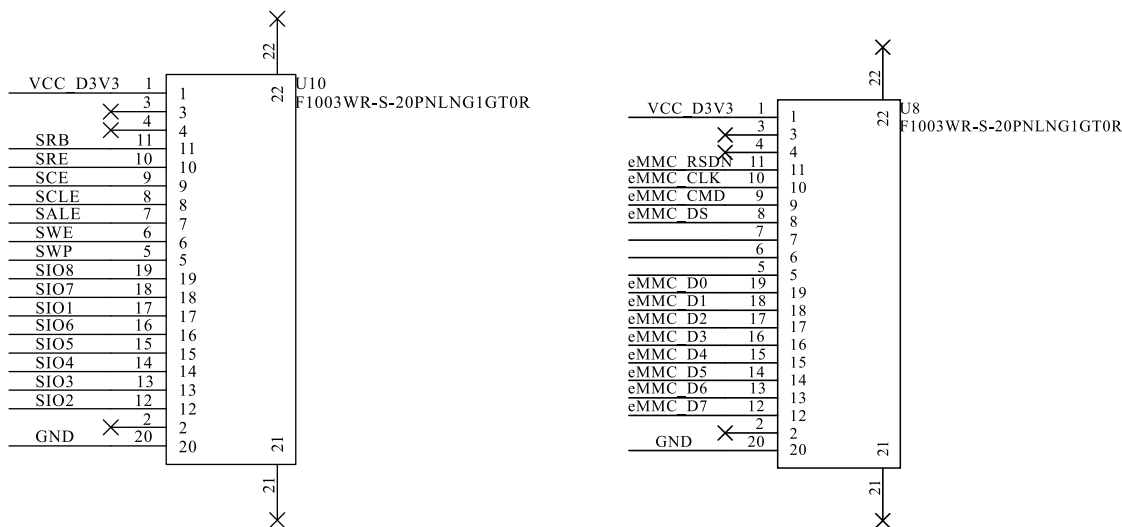 22
U10
F1003WR-S-20PNLNG1GT0R
22
VCC_D3V3 1 1
3 3
4 4
SRB 11 11
SRE 10 10
SCE 9 9
SCLE 8 8
SALE 7 7
SWE 6 6
SWP 5 5
SIO8 19 19
SIO7 18 18
SIO1 17 17
SIO6 16 16
SIO5 15 15
SIO4 14 14
SIO3 13 13
SIO2 12 12
2 2
GND 20 20
21
21
22
U8
F1003WR-S-20PNLNG1GT0R
22
VCC_D3V3 1 1
3 3
4 4
eMMC_RSDN 11 11
eMMC_CLK 10 10
eMMC_CMD 9 9
eMMC_DS 8 8
7 7
6 6
5 5
eMMC_D0 19 19
eMMC_D1 18 18
eMMC_D2 17 17
eMMC_D3 16 16
eMMC_D4 15 15
eMMC_D5 14 14
eMMC_D6 13 13
eMMC_D7 12 12
2 2
GND 20 20
21
21